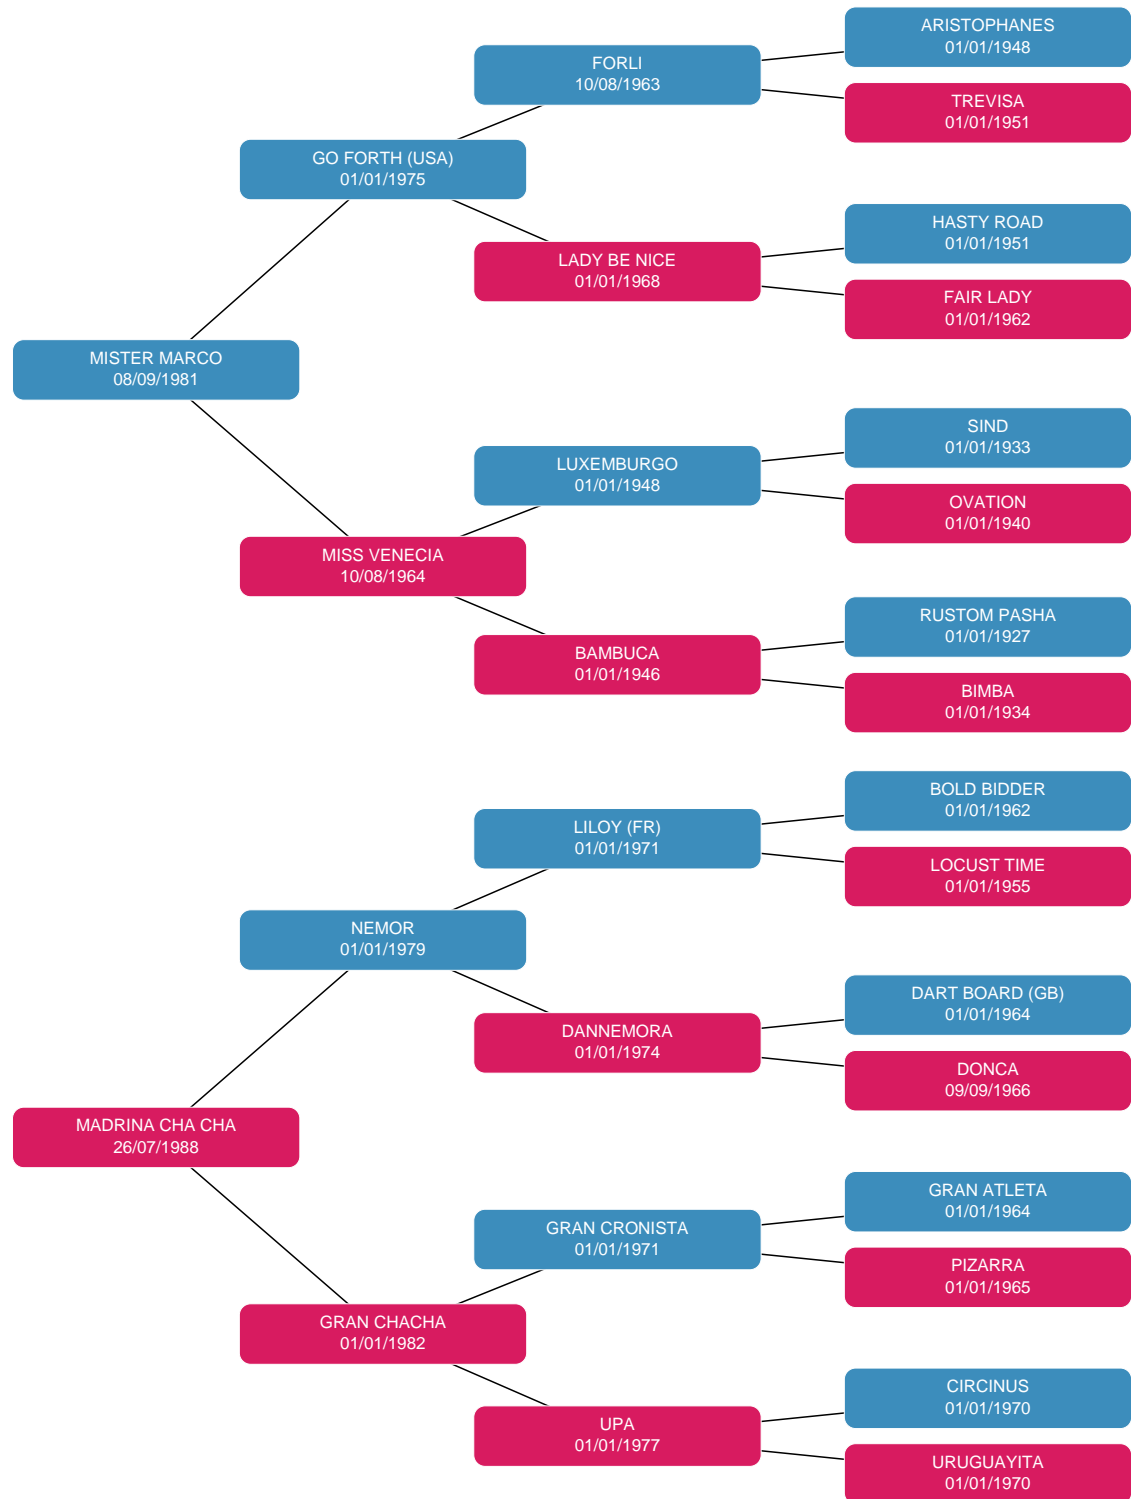 ARISTOPHANES
01/01/1948
FORLI
10/08/1963
TREVISA
01/01/1951
GO FORTH (USA)
01/01/1975
HASTY ROAD
01/01/1951
LADY BE NICE
01/01/1968
FAIR LADY
01/01/1962
MISTER MARCO
08/09/1981
SIND
01/01/1933
LUXEMBURGO
01/01/1948
OVATION
01/01/1940
MISS VENECIA
10/08/1964
RUSTOM PASHA
01/01/1927
BAMBUCA
01/01/1946
BIMBA
01/01/1934
BOLD BIDDER
01/01/1962
LILOY (FR)
01/01/1971
LOCUST TIME
01/01/1955
NEMOR
01/01/1979
DART BOARD (GB)
01/01/1964
DANNEMORA
01/01/1974
DONCA
09/09/1966
MADRINA CHA CHA
26/07/1988
GRAN ATLETA
01/01/1964
GRAN CRONISTA
01/01/1971
PIZARRA
01/01/1965
GRAN CHACHA
01/01/1982
CIRCINUS
01/01/1970
UPA
01/01/1977
URUGUAYITA
01/01/1970